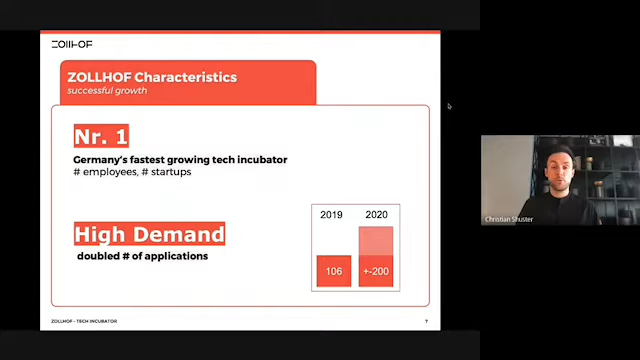 ZOLLHOF
ZOLLHOF Characteristics
successful growth
Nr. 1
Germany's fastest growing tech incubator
# employees, # startups
High Demand
doubled # of applications
2019 2020
106 +-200
ZOLLHOF - TECH INCUBATOR 7
Christian Shuster